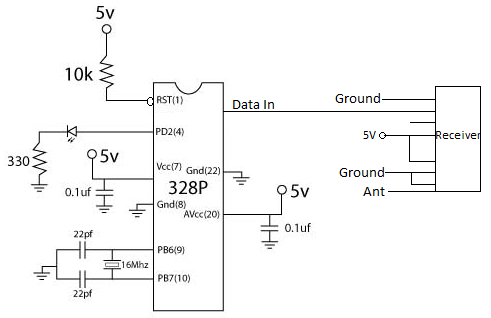 5v
10k
RST(1)
Data In
Ground
PD2(4)
330
5v
5V
Receiver
Vcc(7)
Gnd(22)
Ground
328P
5v
0.1uf
Gnd(8)
Ant
AVcc(20)
0.1uf
22pf
PB6(9)
16Mhz
PB7(10)
22pf